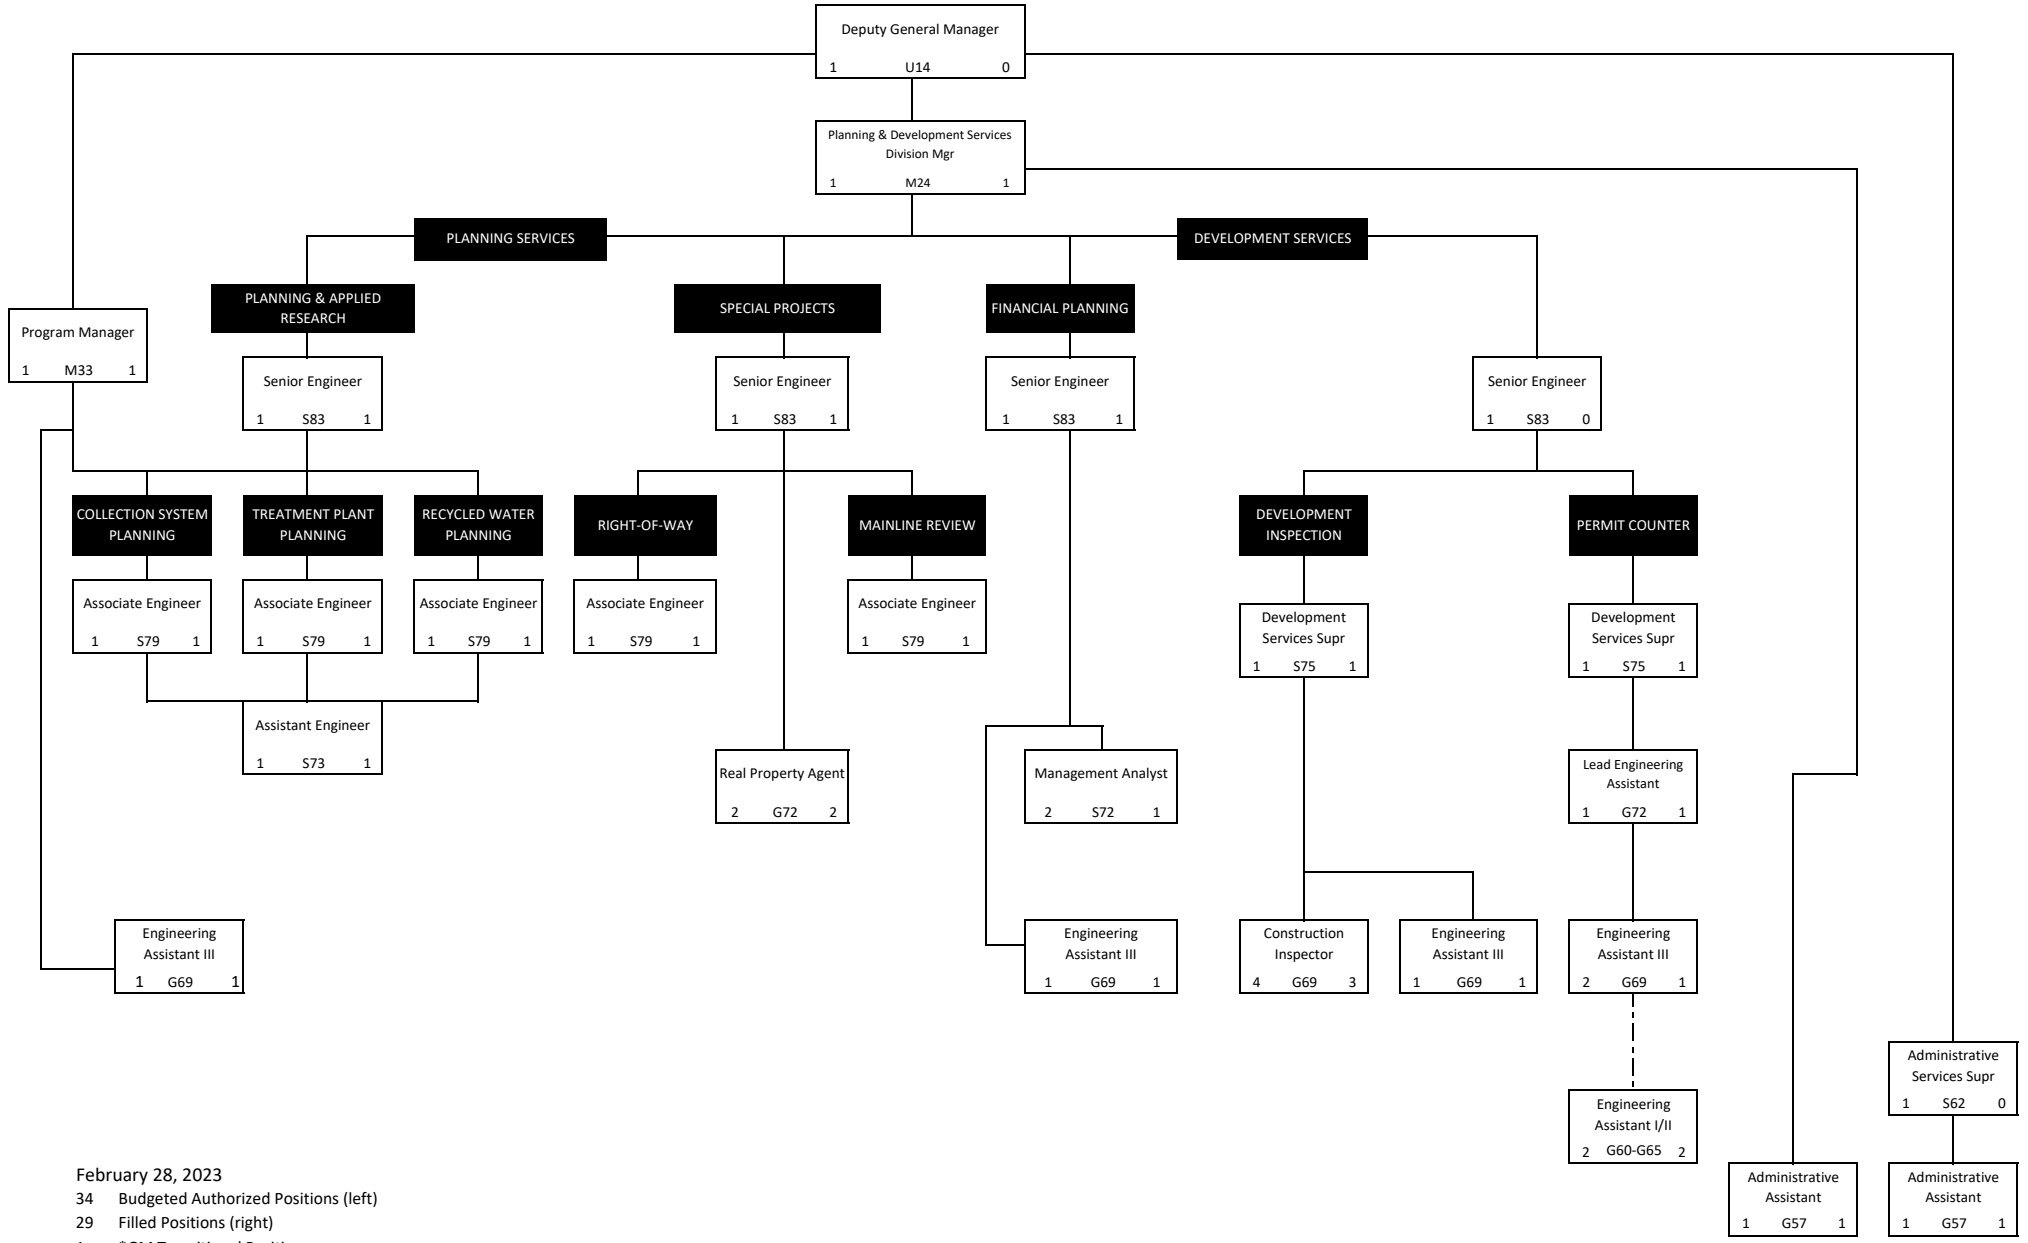 Deputy General Manager
1 U14 0
Planning & Development Services
Division Mgr
1 M24 1
PLANNING SERVICES
DEVELOPMENT SERVICES
PLANNING & APPLIED
RESEARCH
SPECIAL PROJECTS
FINANCIAL PLANNING
Program Manager
1 M33 1
Senior Engineer
1 S83 1
Senior Engineer
1 S83 1
Senior Engineer
1 S83 1
Senior Engineer
1 S83 0
COLLECTION SYSTEM
PLANNING
TREATMENT PLANT
PLANNING
RECYCLED WATER
PLANNING
RIGHT-OF-WAY
MAINLINE REVIEW
DEVELOPMENT
INSPECTION
PERMIT COUNTER
Associate Engineer
1 S79 1
Associate Engineer
1 S79 1
Associate Engineer
1 S79 1
Associate Engineer
1 S79 1
Associate Engineer
1 S79 1
Development
Services Supr
1 S75 1
Development
Services Supr
1 S75 1
Assistant Engineer
1 S73 1
Real Property Agent
2 G72 2
Management Analyst
2 S72 1
Lead Engineering
Assistant
1 G72 1
Engineering
Assistant III
1 G69 1
Engineering
Assistant III
1 G69 1
Construction
Inspector
4 G69 3
Engineering
Assistant III
1 G69 1
Engineering
Assistant III
2 G69 1
Administrative
Services Supr
1 S62 0
Engineering
Assistant I/II
2 G60-G65 2
Administrative
Assistant
1 G57 1
Administrative
Assistant
1 G57 1
February 28, 2023
34 Budgeted Authorized Positions (left)
29 Filled Positions (right)